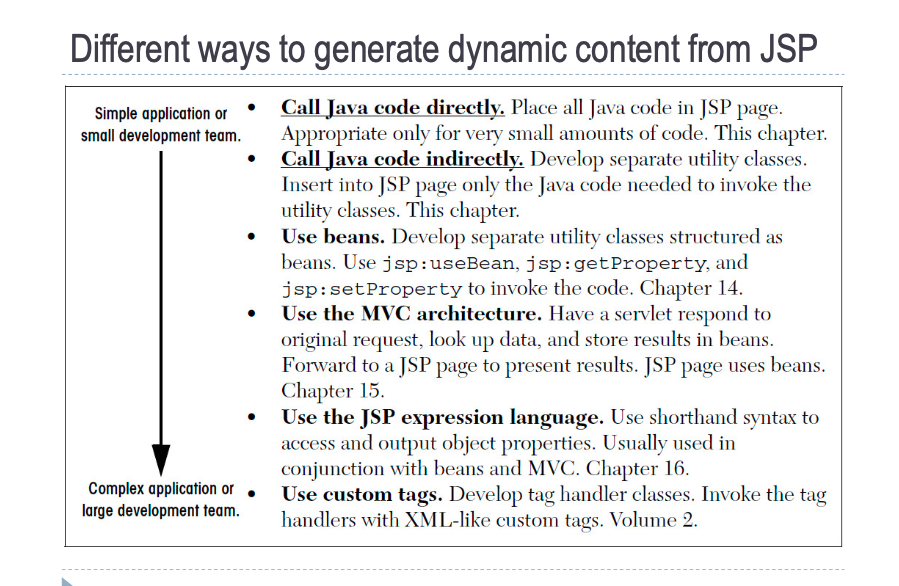 Different ways to generate dynamic content from JSP
Simple application or
small development team.
• Call Java code directly. Place all Java code in JSP page.
Appropriate only for very small amounts of code. This chapter.
• Call Java code indirectly. Develop separate utility classes.
Insert into JSP page only the Java code needed to invoke the
utility classes. This chapter.
• Use beans. Develop separate utility classes structured as
beans. Use jsp:useBean, jsp:getProperty, and
jsp:setProperty to invoke the code. Chapter 14.
• Use the MVC architecture. Have a servlet respond to
original request, look up data, and store results in beans.
Forward to a JSP page to present results. JSP page uses beans.
Chapter 15.
• Use the JSP expression language. Use shorthand syntax to
access and output object properties. Usually used in
conjunction with beans and MVC. Chapter 16.
Complex application or
large development team.
• Use custom tags. Develop tag handler classes. Invoke the tag
handlers with XML-like custom tags. Volume 2.